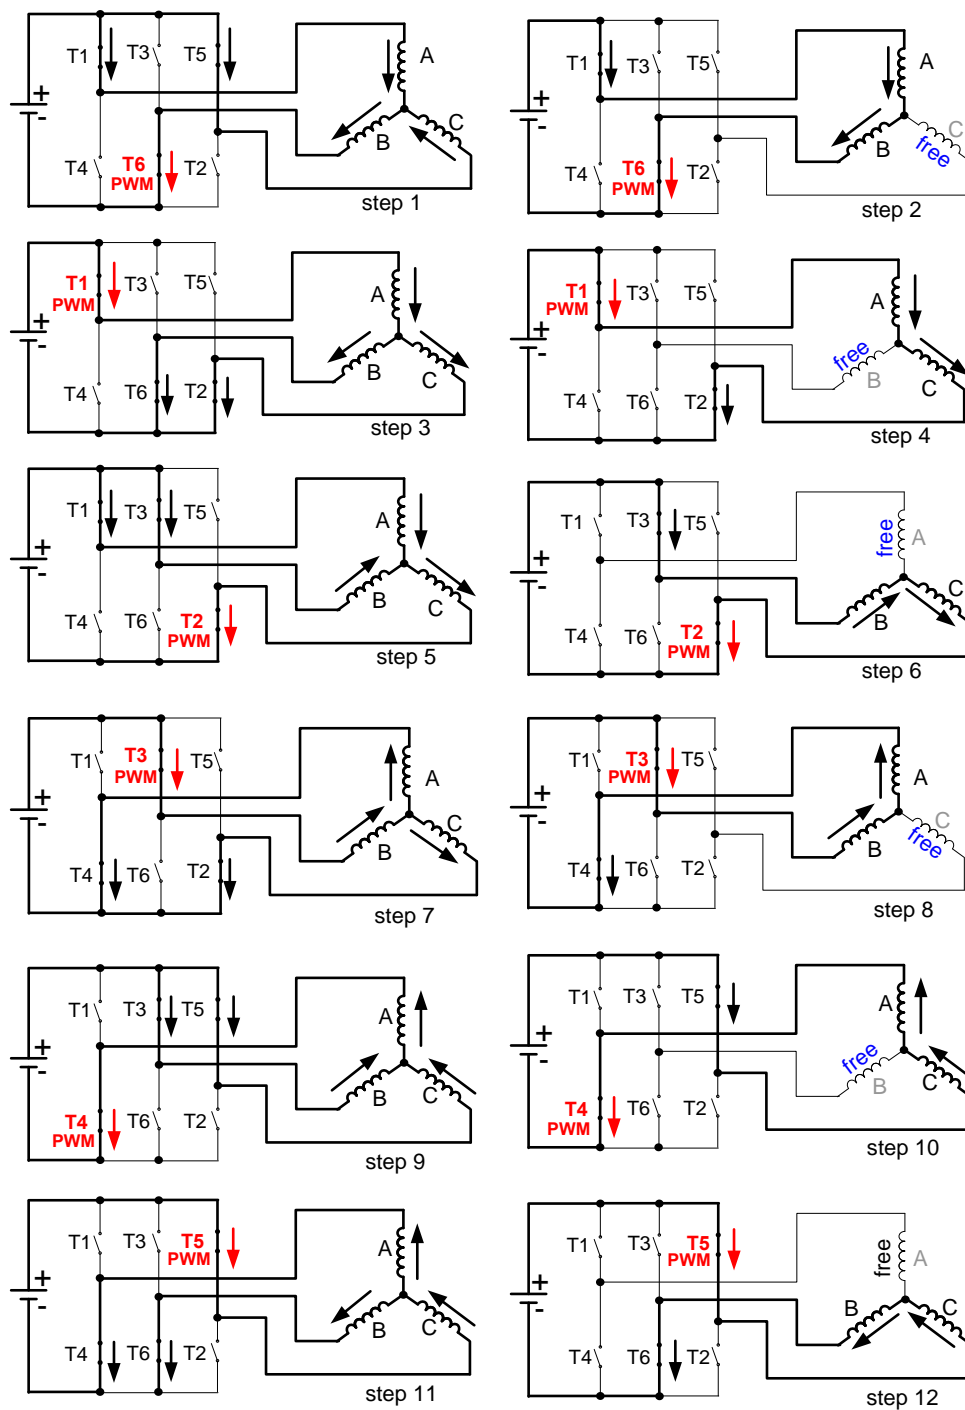 + T1 T3 T5 A
- B C
T4 T6 T2
PWM
step 1
+ T1 T3 T5 A
- B C
free
T4 T6 T2
PWM
step 2
+ T1 T3 T5 A
PWM
- B C
T4 T6 T2
step 3
+ T1 T3 T5 A
PWM
- free B C
T4 T6 T2
step 4
+ T1 T3 T5 A
- B C
T4 T6 T2
PWM
step 5
+ T1 T3 T5 free A
- B C
T4 T6 T2
PWM
step 6
+ T1 T3 T5 A
PWM
- B C
T4 T6 T2
step 7
+ T1 T3 T5 A
PWM
- B C
free
T4 T6 T2
step 8
+ T1 T3 T5 A
- B C
T4 T6 T2
PWM
step 9
+ T1 T3 T5 A
- free B C
T4 T6 T2
PWM
step 10
+ T1 T3 T5 A
PWM
- B C
T4 T6 T2
step 11
+ T1 T3 T5 free A
PWM
- B C
T4 T6 T2
step 12